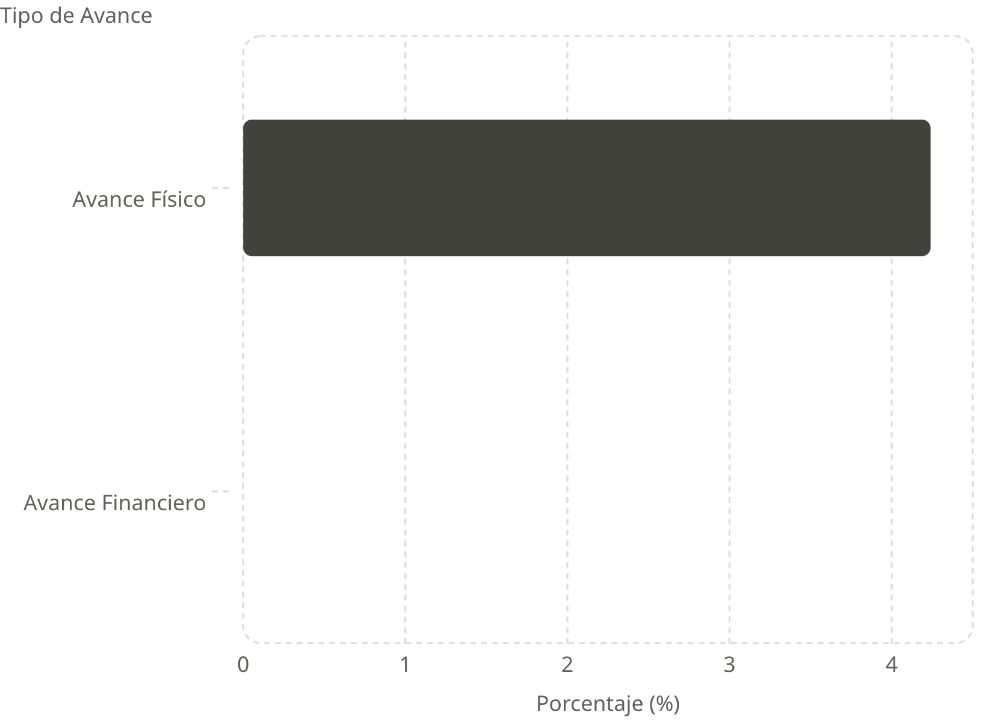 Tipo de Avance
Avance Físico
Avance Financiero
0 1 2 3 4
Porcentaje (%)